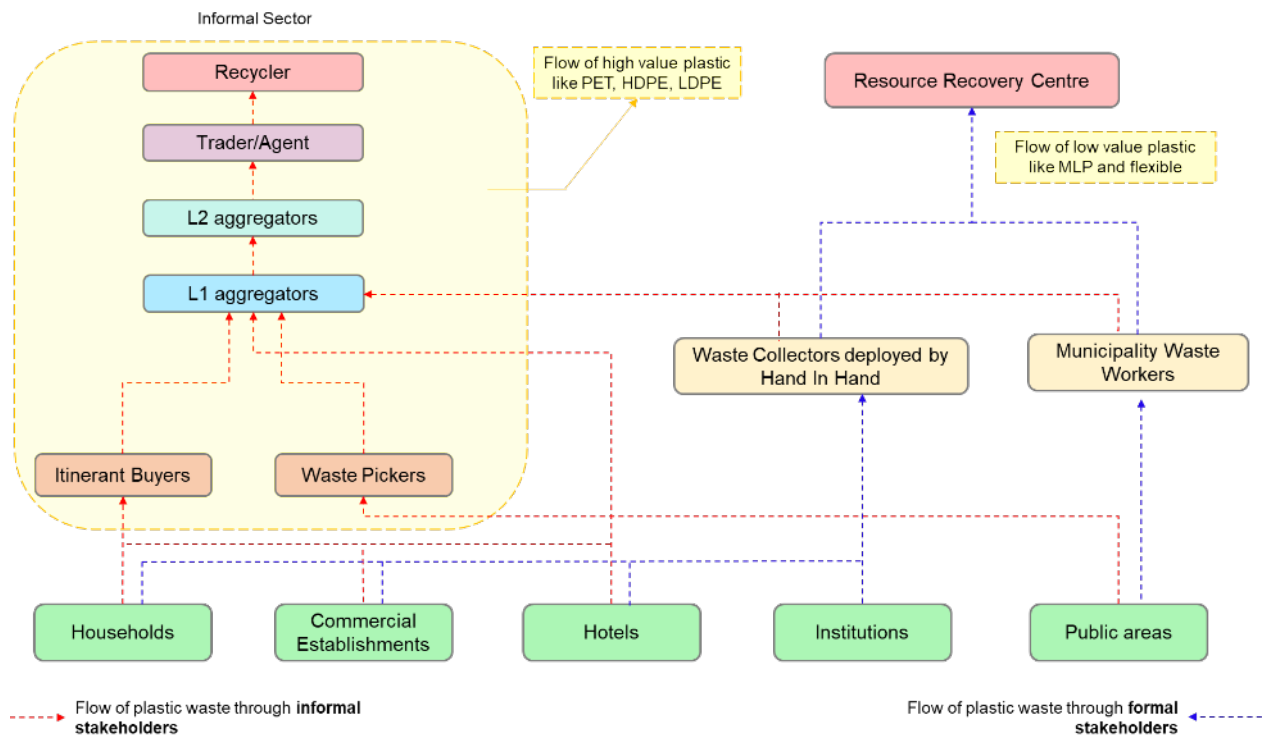 Informal Sector
Recycler
Flow of high value plastic
like PET, HDPE, LDPE
Resource Recovery Centre
Trader/Agent
Flow of low value plastic
like MLP and flexible
L2 aggregators
L1 aggregators
Waste Collectors deployed by
Hand In Hand
Municipality Waste
Workers
Itinerant Buyers
Waste Pickers
Households
Commercial
Establishments
Hotels
Institutions
Public areas
Flow of plastic waste through informal
stakeholders
Flow of plastic waste through formal
stakeholders